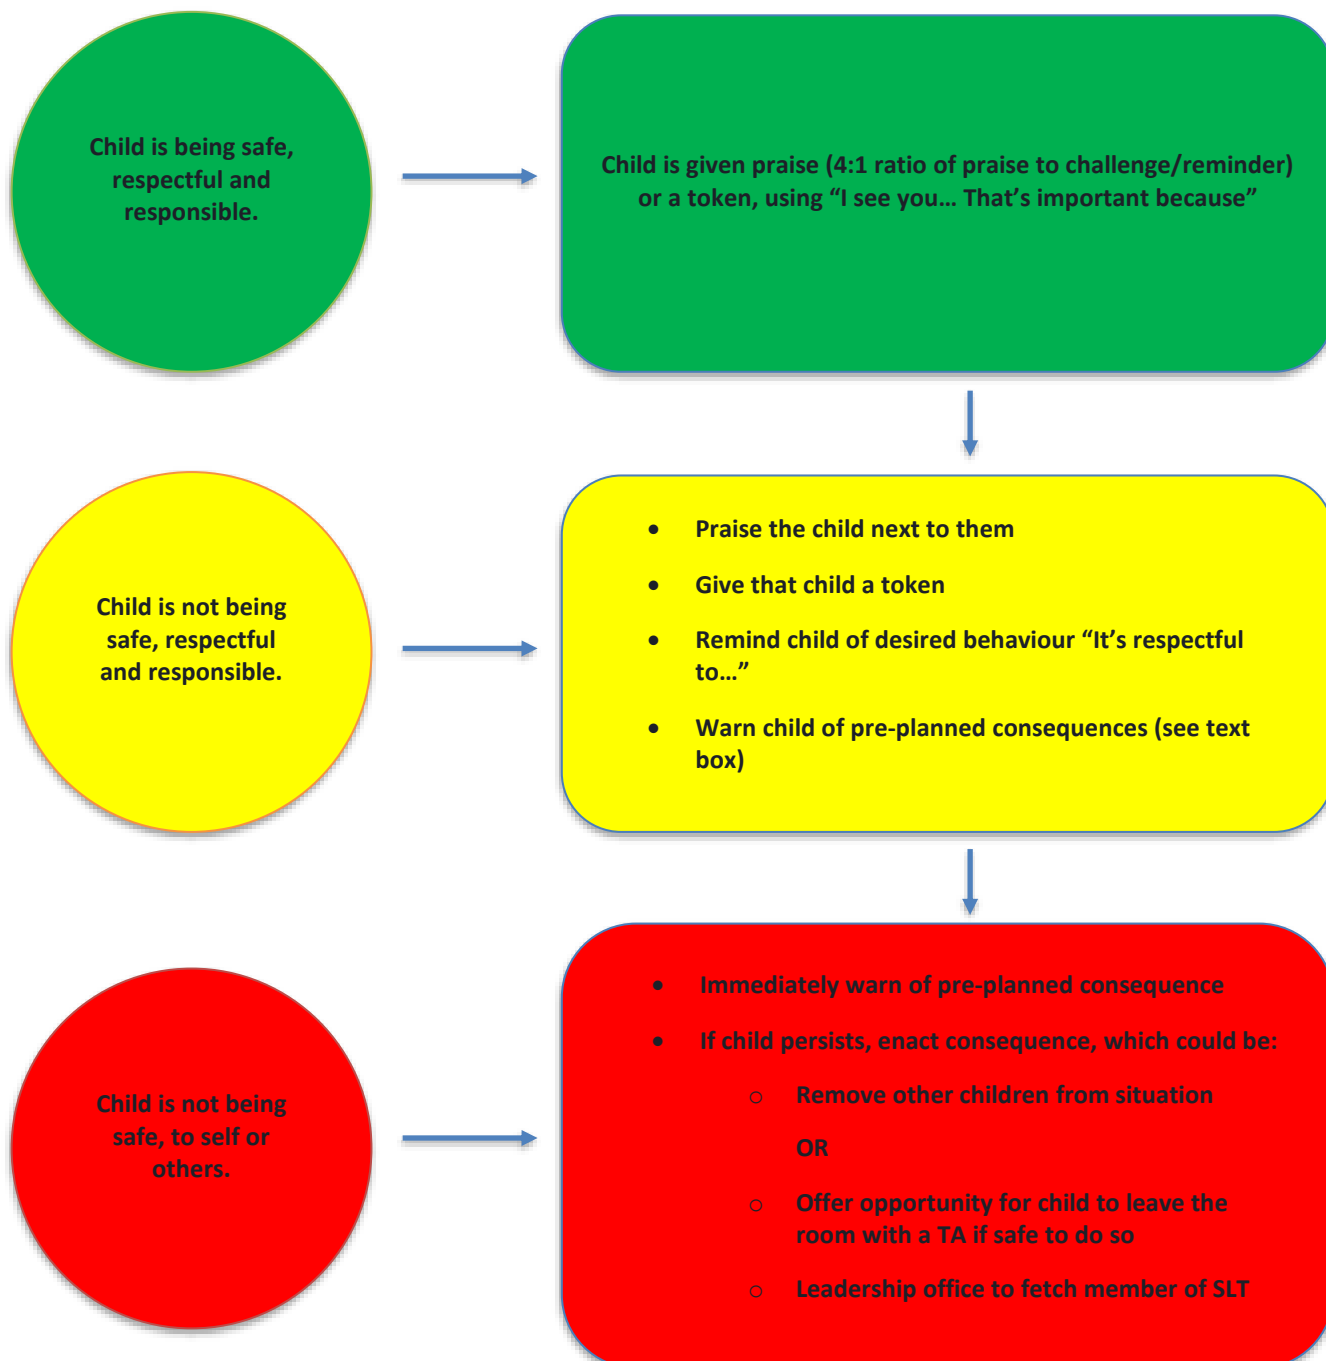 Child is being safe,
respectful and
responsible.
Child is given praise (4:1 ratio of praise to challenge/reminder)
or a token, using “I see you… That’s important because”
Child is not being
safe, respectful
and responsible.
• Praise the child next to them
• Give that child a token
• Remind child of desired behaviour “It’s respectful
to…”
• Warn child of pre-planned consequences (see text
box)
Child is not being
safe, to self or
others.
• Immediately warn of pre-planned consequence
• If child persists, enact consequence, which could be:
o Remove other children from situation
OR
o Offer opportunity for child to leave the
room with a TA if safe to do so
o Leadership office to fetch member of SLT